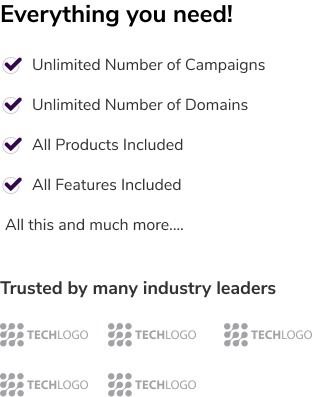 Everything you need!
Unlimited Number of Campaigns
Unlimited Number of Domains
All Products Included
All Features Included
All this and much more....
Trusted by many industry leaders
TECHLOGO TECHLOGO TECHLOGO
TECHLOGO TECHLOGO